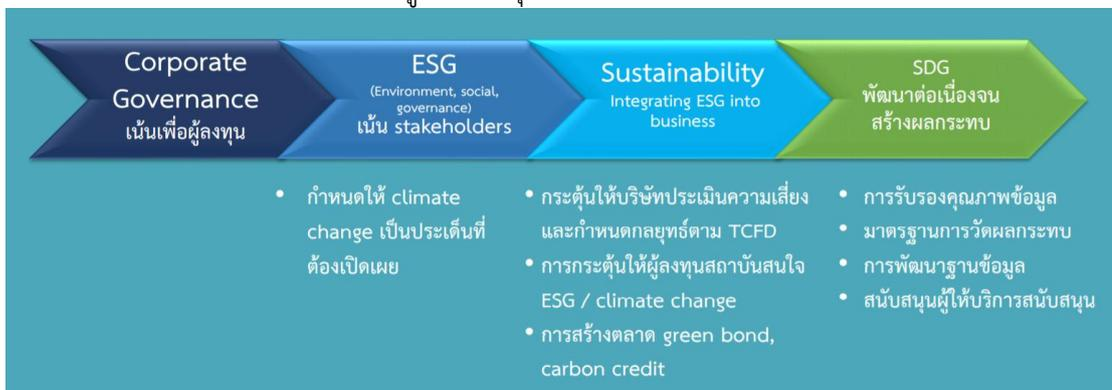 Corporate
Governance
เน้นเพื่อผู้ลงทุน
ESG
(Environment, social,
governance)
เน้น stakeholders
Sustainability
Integrating ESG into
business
SDG
พัฒนาต่อเนื่องจน
สร้างผลกระทบ
• กำหนดให้ climate
change เป็นประเด็นที่
ต้องเปิดเผย
• กระตุ้นให้บริษัทประเมินความเสี่ยง
และกำหนดกลยุทธ์ตาม TCFD
• การกระตุ้นให้ผู้ลงทุนสถาบันสนใจ
ESG / climate change
• การสร้างตลาด green bond,
carbon credit
• การรับรองคุณภาพข้อมูล
• มาตรฐานการวัดผลกระทบ
• การพัฒนาฐานข้อมูล
• สนับสนุนผู้ให้บริการสนับสนุน